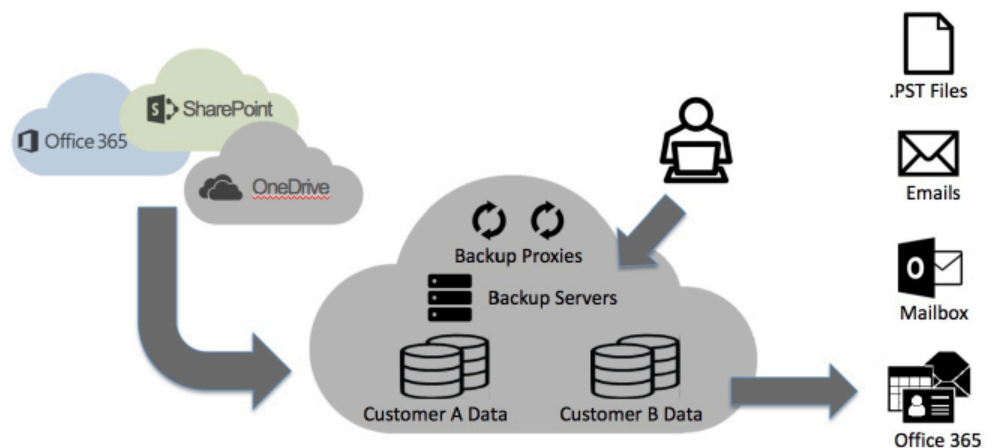 Office 365
SharePoint
OneDrive
Backup Proxies
Backup Servers
Customer A Data
Customer B Data
.PST Files
Emails
Mailbox
Office 365